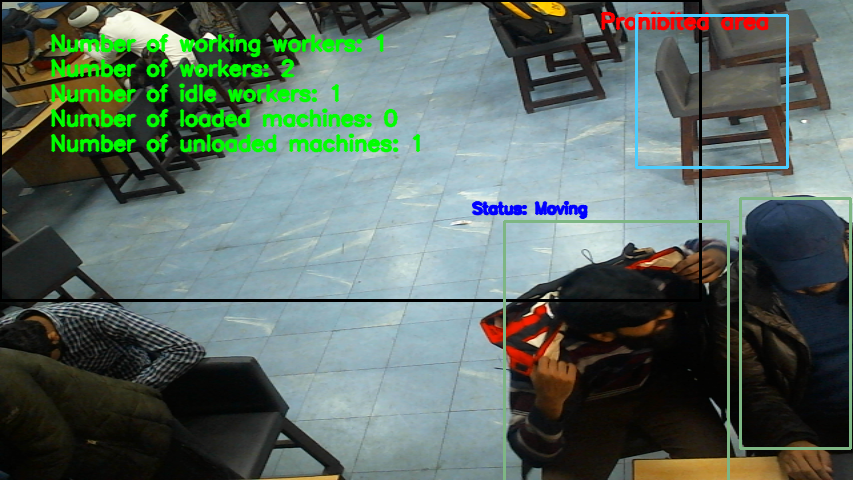 Prohibited area
Number of working workers: 1
Number of workers: 2
Number of idle workers: 1
Number of loaded machines: 0
Number of unloaded machines: 1
Status: Moving